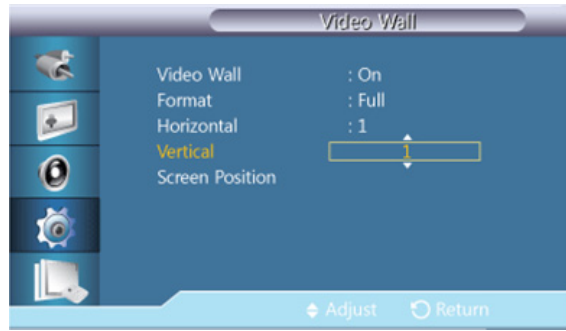 Video Wall
Video Wall : On
Format : Full
Horizontal : 1
Vertical 1
Screen Position
Adjust Return